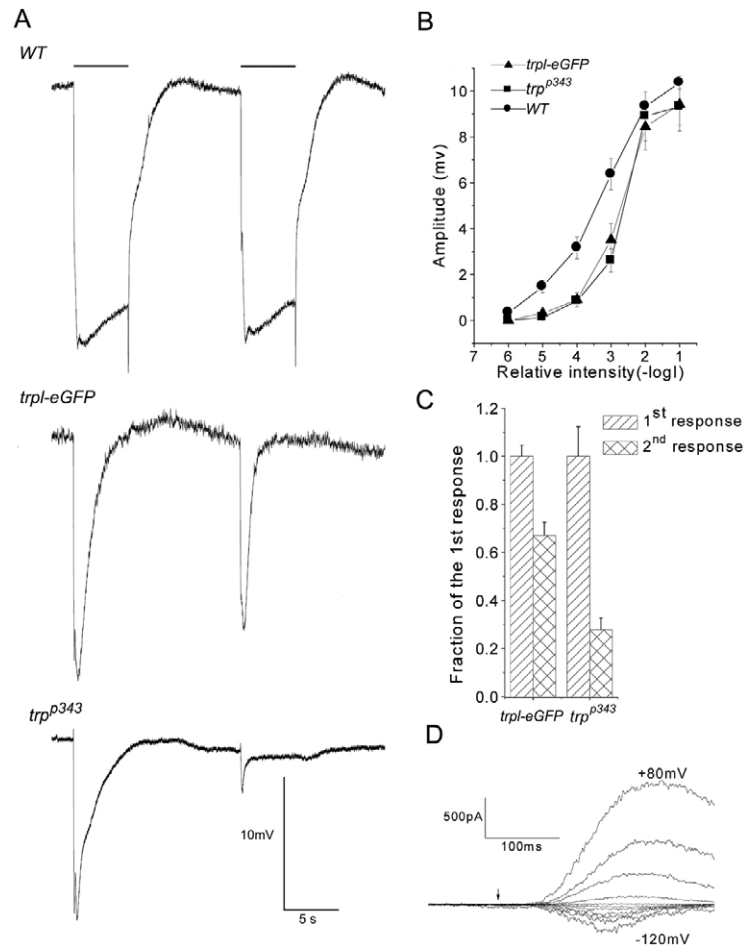 A
WT
trpl-eGFP
trp^p343
10mV
5 s
B
trpl-eGFP
trp^p343
WT
Amplitude (mv)
10
8
6
4
2
0
7 6 5 4 3 2 1
Relative intensity(-logI)
C
1st response
2nd response
Fraction of the 1st response
1.2
1.0
0.8
0.6
0.4
0.2
0.0
trpl-eGFP trp^p343
D
+80mV
500pA
100ms
-120mV